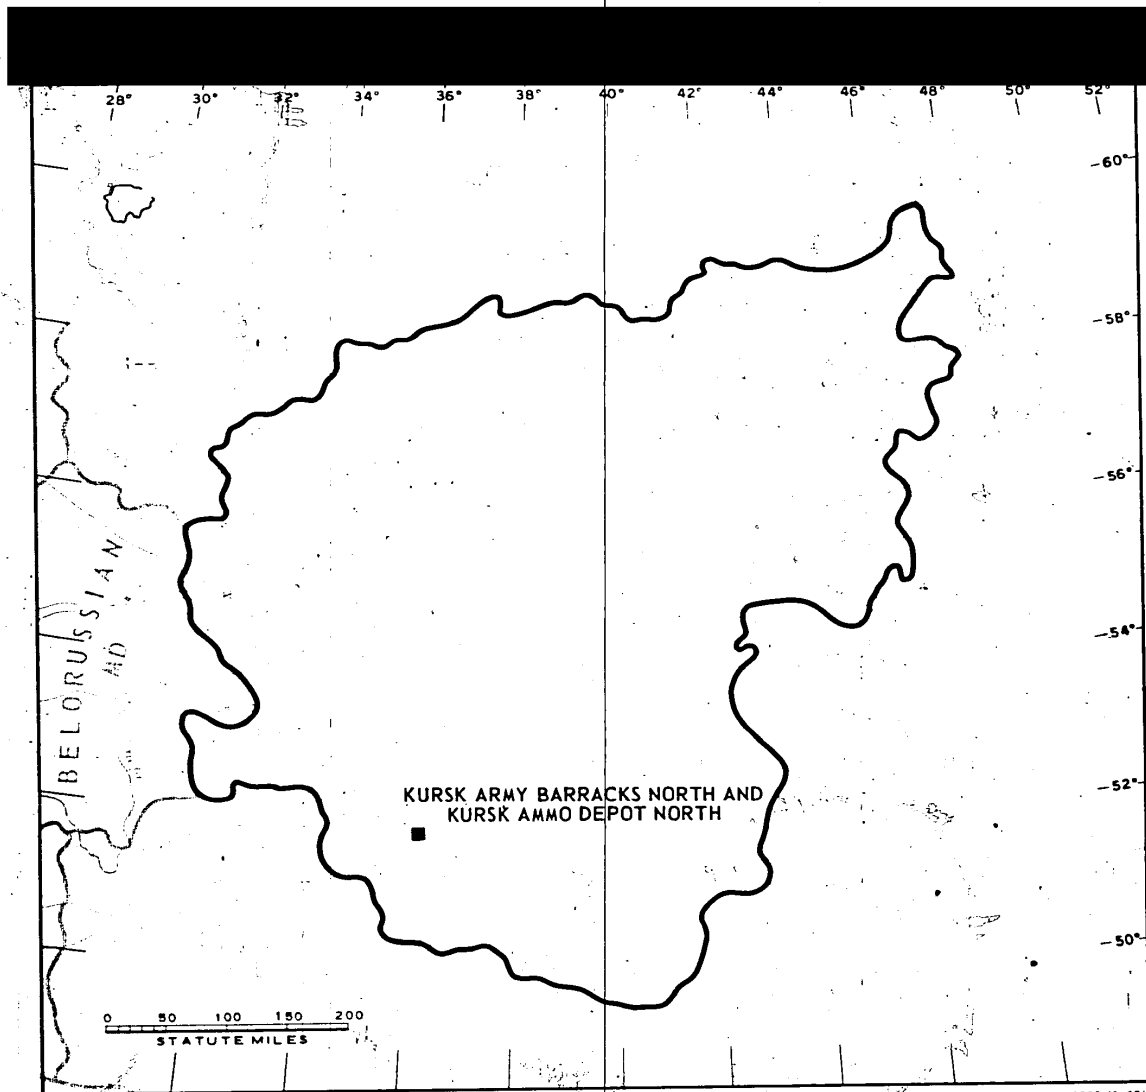 28° 30° 32° 34° 36° 38° 40° 42° 44° 46° 48° 50° 52°
60°
58°
56°
54°
52°
50°
BELORUSSIAN
MD
KURSK ARMY BARRACKS NORTH AND
KURSK AMMO DEPOT NORTH
0 50 100 150 200
STATUTE MILES